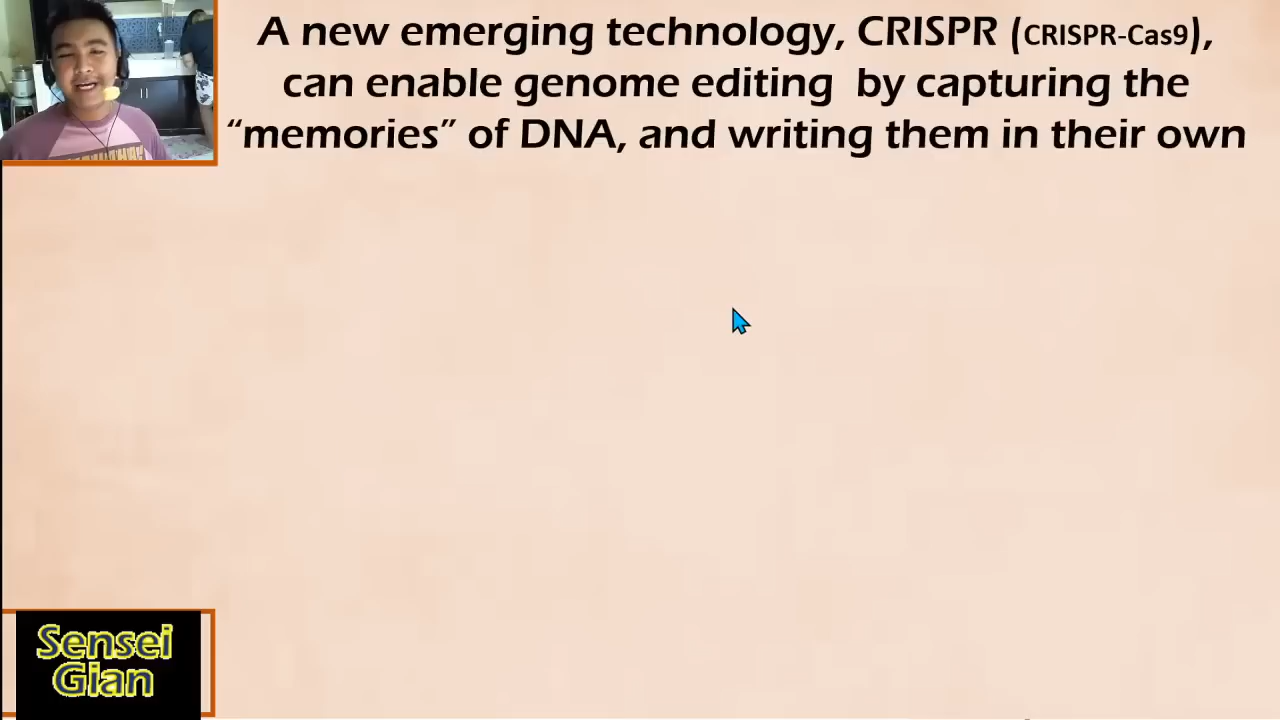 A new emerging technology, CRISPR (CRISPR-Cas9),
can enable genome editing by capturing the
“memories” of DNA, and writing them in their own
Sensei
Gian